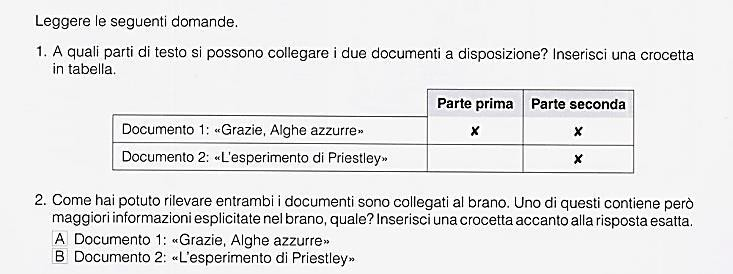 Leggere le seguenti domande.
1. A quali parti di testo si possono collegare i due documenti a disposizione? Inserisci una crocetta
in tabella.
Parte prima Parte seconda
Documento 1: «Grazie, Alghe azzurre» ✗ ✗
Documento 2: «L'esperimento di Priestley» ✗
2. Come hai potuto rilevare entrambi i documenti sono collegati al brano. Uno di questi contiene però
maggiori informazioni esplicitate nel brano, quale? Inserisci una crocetta accanto alla risposta esatta.
A Documento 1: «Grazie, Alghe azzurre»
B Documento 2: «L'esperimento di Priestley»